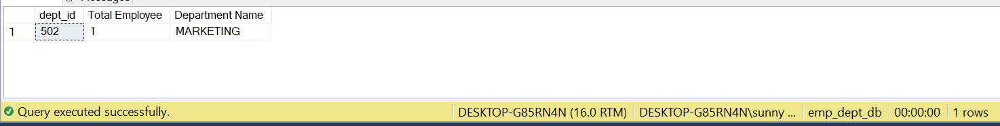 Messages
dept_id Total Employee Department Name
1 502 1 MARKETING
Query executed successfully. DESKTOP-G85RN4N (16.0 RTM) DESKTOP-G85RN4N\sunny ... emp_dept_db 00:00:00 1 rows